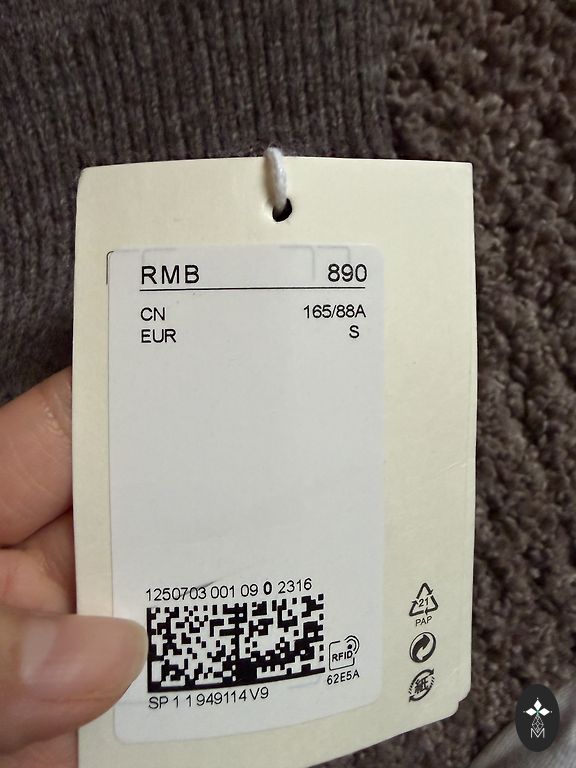 RMB 890
CN 165/88A
EUR S
1250703 001 09 0 2316
RFID
62E5A
SP 1 1 949114 V9
21
PAP
紙
M